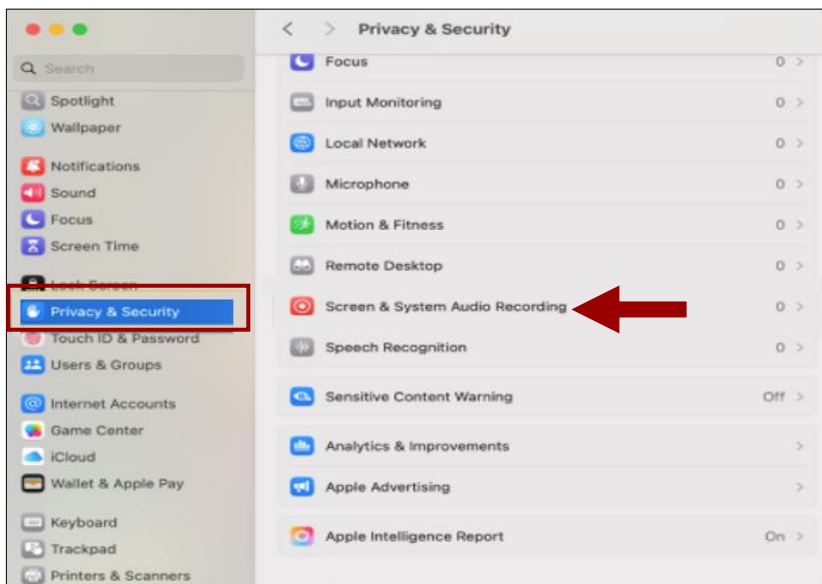 Privacy & Security
Search
Spotlight
Wallpaper
Notifications
Sound
Focus
Screen Time
Lock Screen
Privacy & Security
Touch ID & Password
Users & Groups
Internet Accounts
Game Center
iCloud
Wallet & Apple Pay
Keyboard
Trackpad
Printers & Scanners
Focus 0
Input Monitoring 0
Local Network 0
Microphone 0
Motion & Fitness 0
Remote Desktop 0
Screen & System Audio Recording 0
Speech Recognition 0
Sensitive Content Warning Off
Analytics & Improvements
Apple Advertising
Apple Intelligence Report On